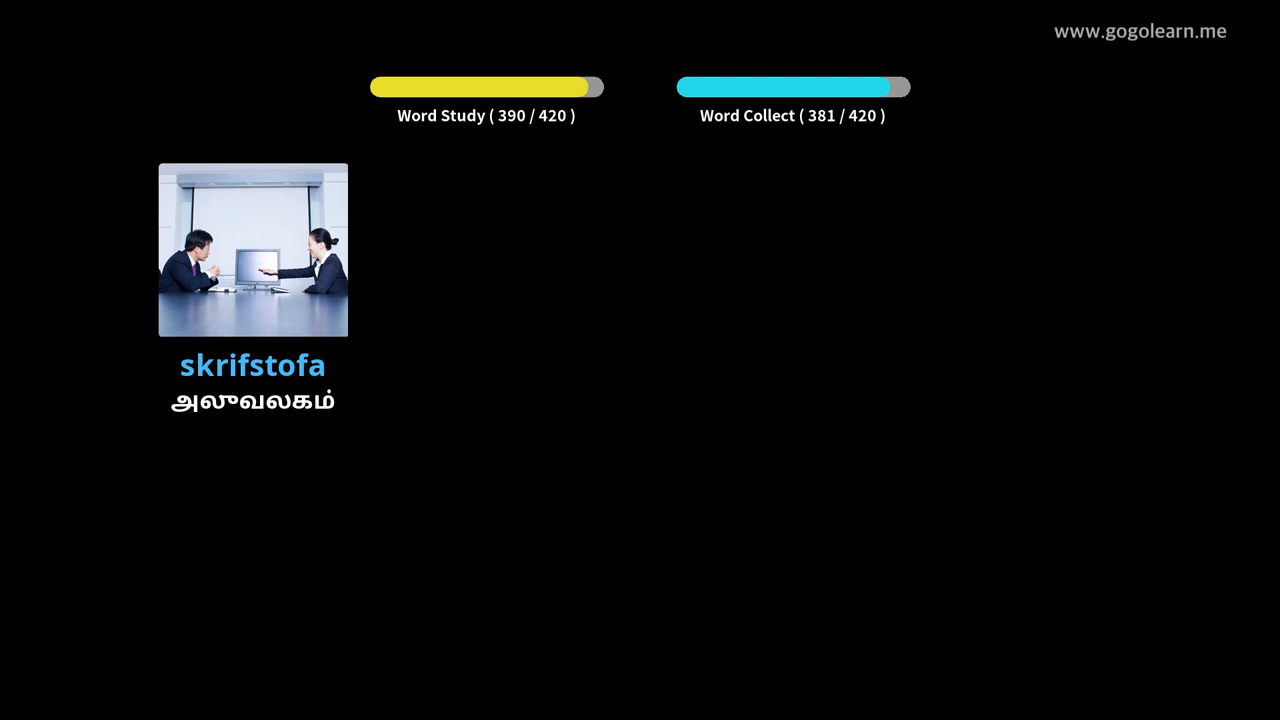 www.gogolearn.me
Word Study ( 390 / 420 )
Word Collect ( 381 / 420 )
skrifstofa
அலுவலகம்